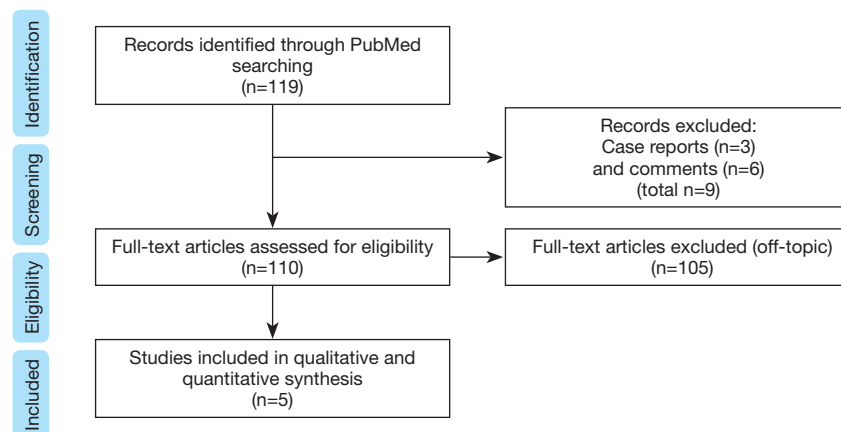 Identification
Records identified through PubMed
searching
(n=119)
Records excluded:
Case reports (n=3)
and comments (n=6)
(total n=9)
Screening
Full-text articles assessed for eligibility
(n=110)
Full-text articles excluded (off-topic)
(n=105)
Eligibility
Studies included in qualitative and
quantitative synthesis
(n=5)
Included